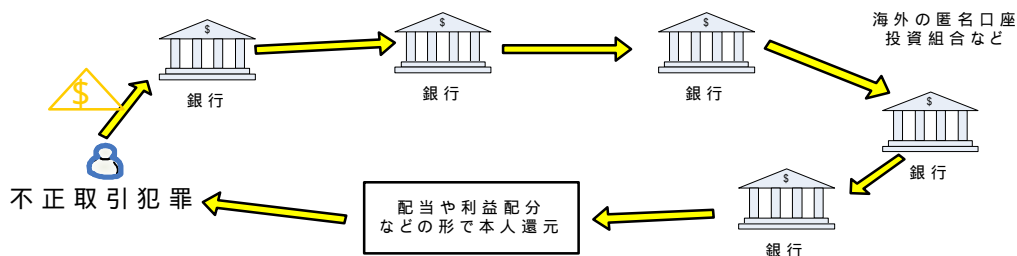 海外の匿名口座
投資組合など
$
銀行
$
銀行
$
銀行
$
$
銀行
$
銀行
不正取引犯罪
配当や利益配分
などの形で本人還元